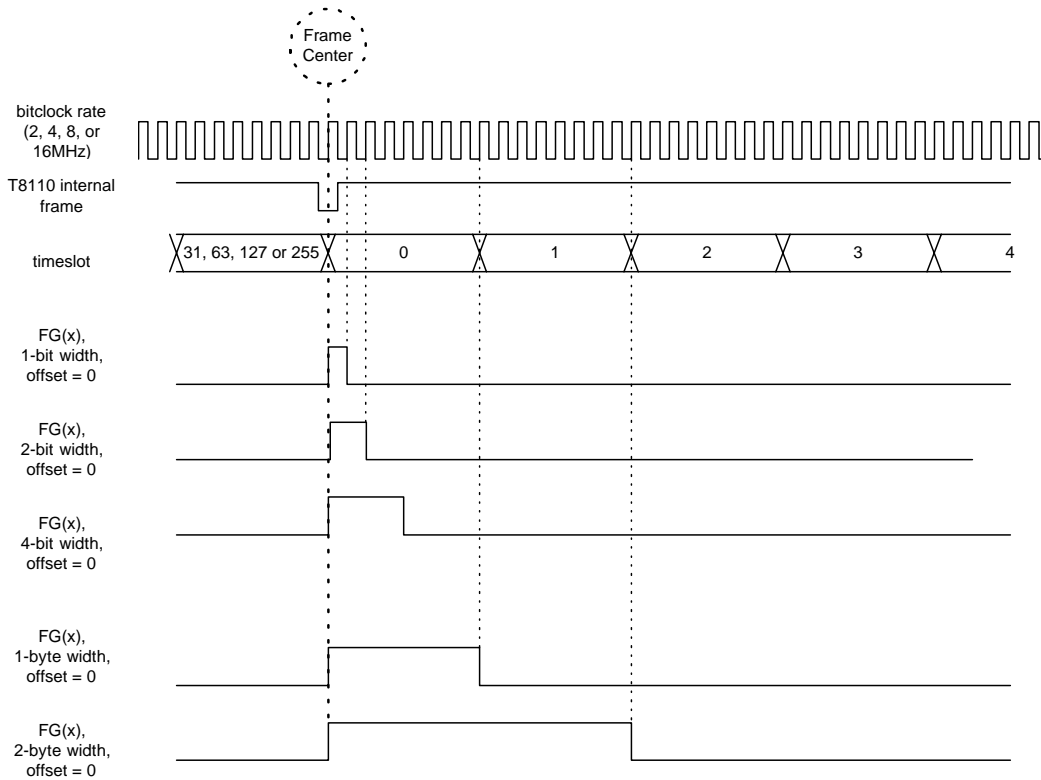 Frame
Center
bitclock rate
(2, 4, 8, or
16MHz)
T8110 internal
frame
timeslot
31, 63, 127 or 255
0
1
2
3
4
FG(x),
1-bit width,
offset = 0
FG(x),
2-bit width,
offset = 0
FG(x),
4-bit width,
offset = 0
FG(x),
1-byte width,
offset = 0
FG(x),
2-byte width,
offset = 0